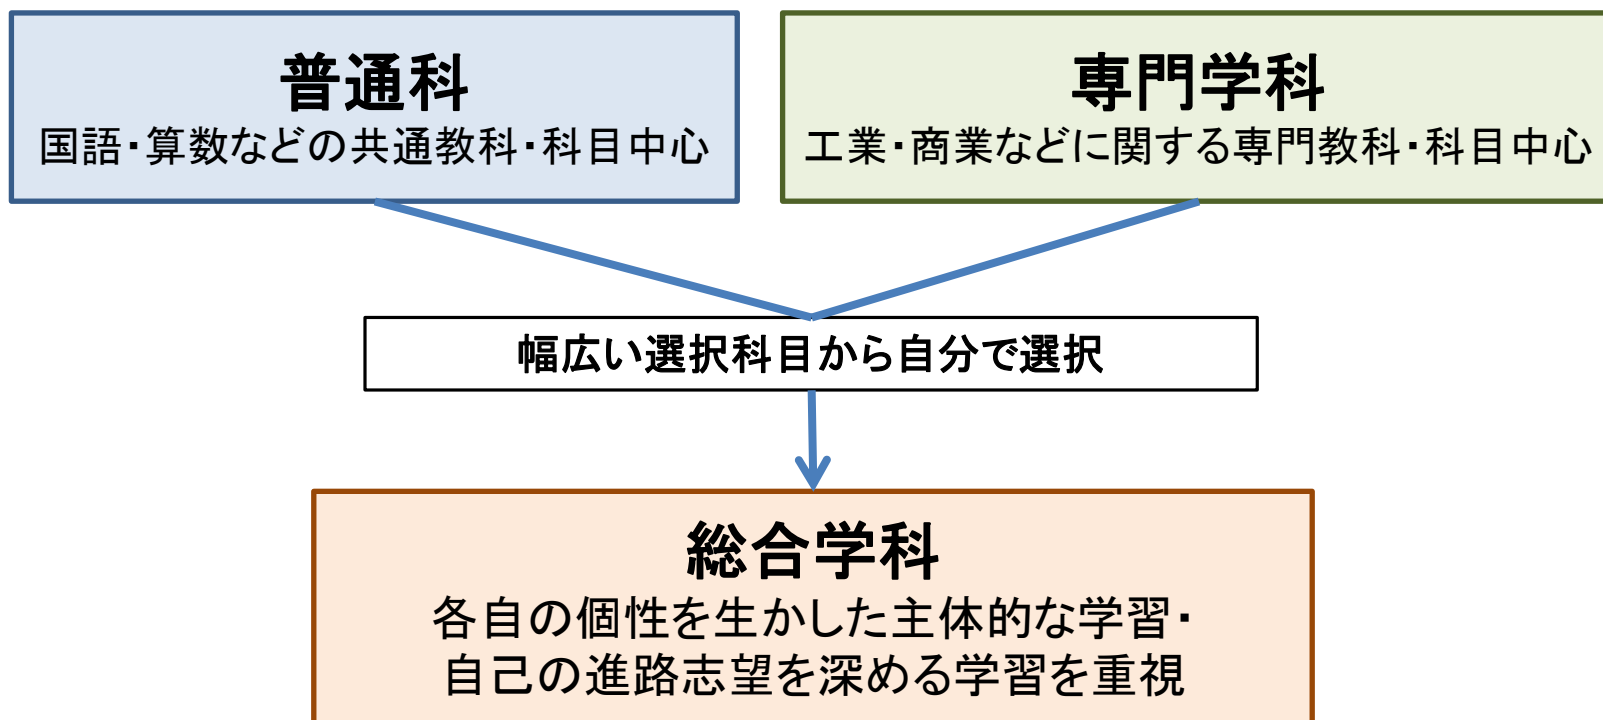 普通科
国語・算数などの共通教科・科目中心
専門学科
工業・商業などに関する専門教科・科目中心
幅広い選択科目から自分で選択
総合学科
各自の個性を生かした主体的な学習・
自己の進路志望を深める学習を重視